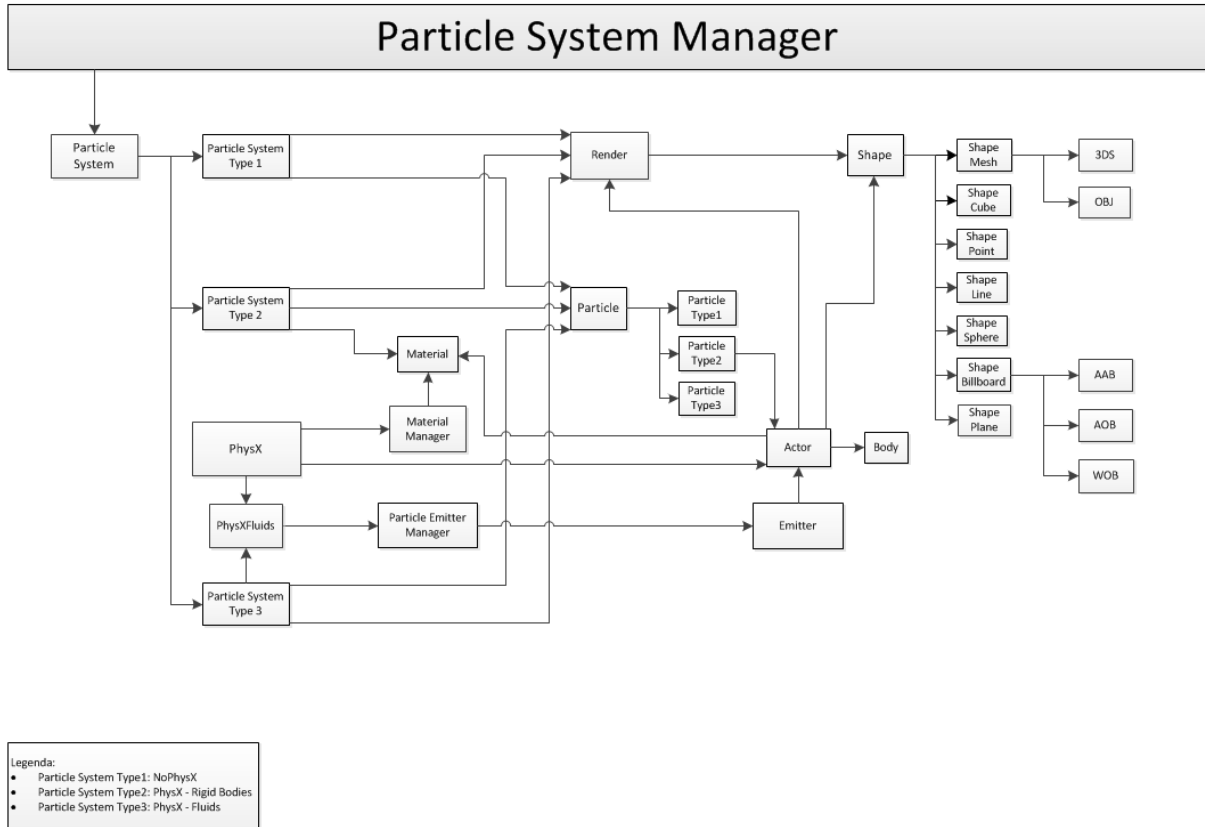 Particle System Manager
Particle
System
Particle System
Type 1
Render
Shape
Shape
Mesh
3DS
Shape
Cube
OBJ
Shape
Point
Shape
Line
Particle System
Type 2
Particle
Particle
Type1
Shape
Sphere
Material
Particle
Type2
Shape
Billboard
AAB
Particle
Type3
Material
Manager
Shape
Plane
AOB
PhysX
Actor
Body
WOB
PhysXFluids
Particle Emitter
Manager
Emitter
Particle System
Type 3
Legenda:
• Particle System Type1: NoPhysX
• Particle System Type2: PhysX - Rigid Bodies
• Particle System Type3: PhysX - Fluids